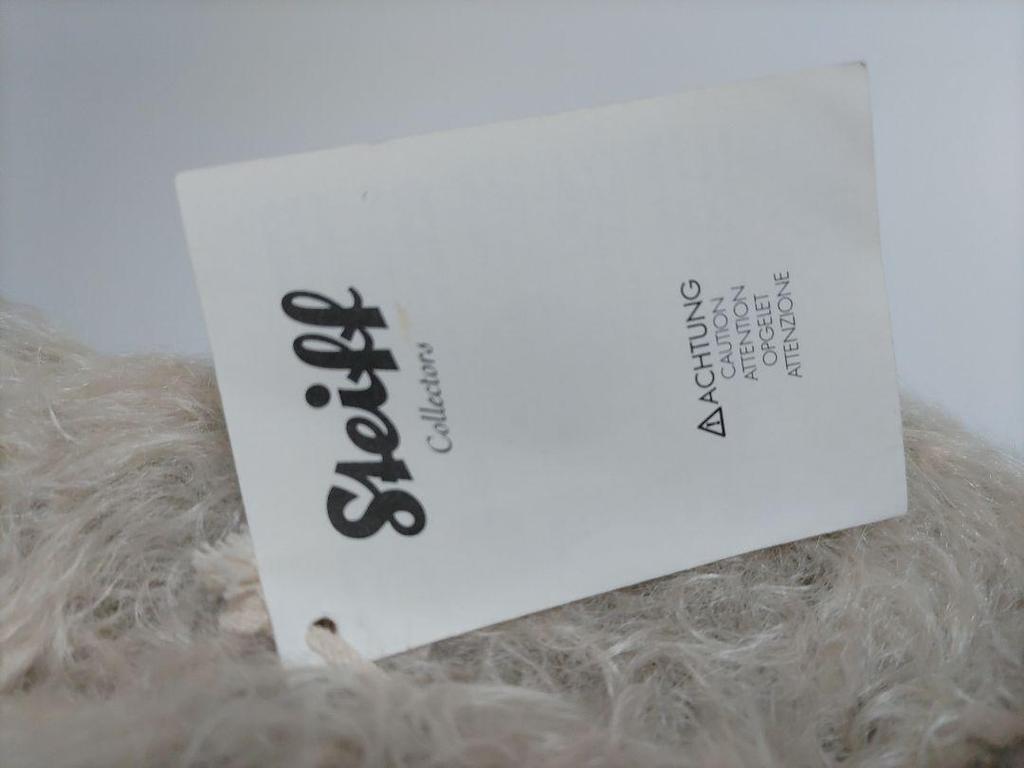 Steiff
Collectors
⚠ACHTUNG
CAUTION
ATTENTION
OPGELET
ATTENZIONE